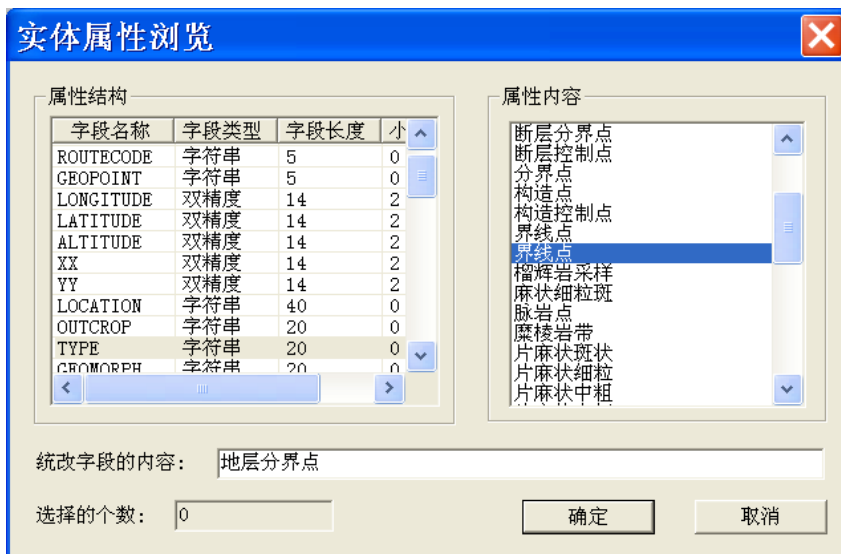 实体属性浏览
属性结构
字段名称 字段类型 字段长度 小
ROUTECODE 字符串 5 0
GEOPOINT 字符串 5 0
LONGITUDE 双精度 14 2
LATITUDE 双精度 14 2
ALTITUDE 双精度 14 2
XX 双精度 14 2
YY 双精度 14 2
LOCATION 字符串 40 0
OUTCROP 字符串 20 0
TYPE 字符串 20 0
GEOMORPH 字符串 20 0
属性内容
断层分界点
断层控制点
分界点
构造点
构造控制点
界线点
界线点
榴辉岩采样
麻状细粒斑
脉岩点
糜棱岩带
片麻状斑状
片麻状细粒
片麻状中粗
统改字段的内容: 地层分界点
选择的个数: 0
确定 取消